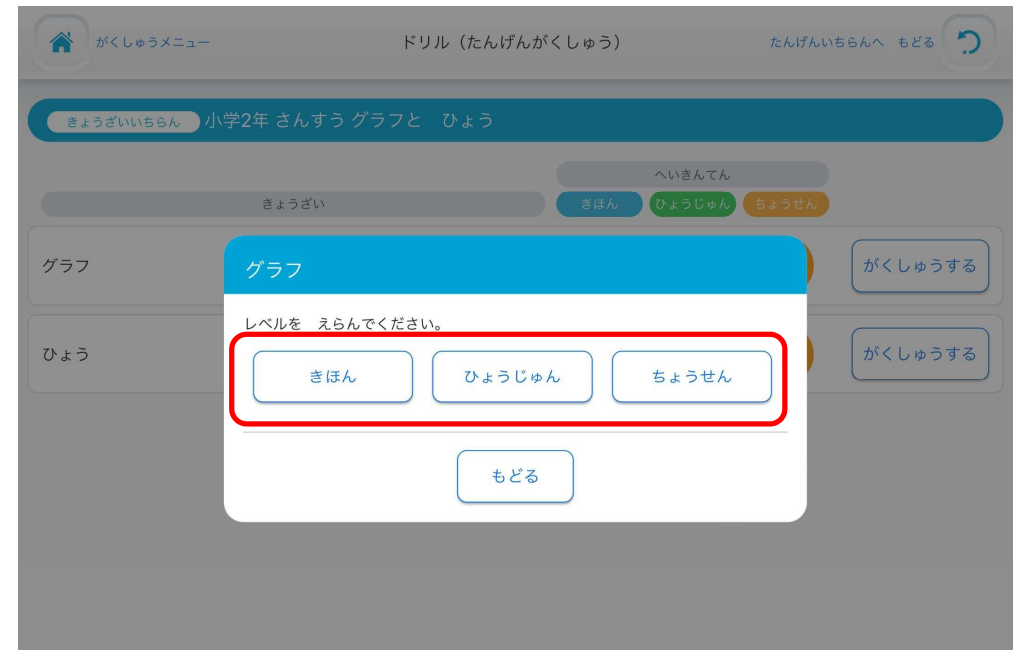 がくしゅうメニュー
ドリル（たんげんがくしゅう）
たんげんいちらんへ　もどる
きょうざいいちらん 小学2年 さんすう グラフと　ひょう
へいきんてん
きょうざい
きほん
ひょうじゅん
ちょうせん
グラフ
がくしゅうする
ひょう
がくしゅうする
グラフ
レベルを　えらんでください。
きほん
ひょうじゅん
ちょうせん
もどる